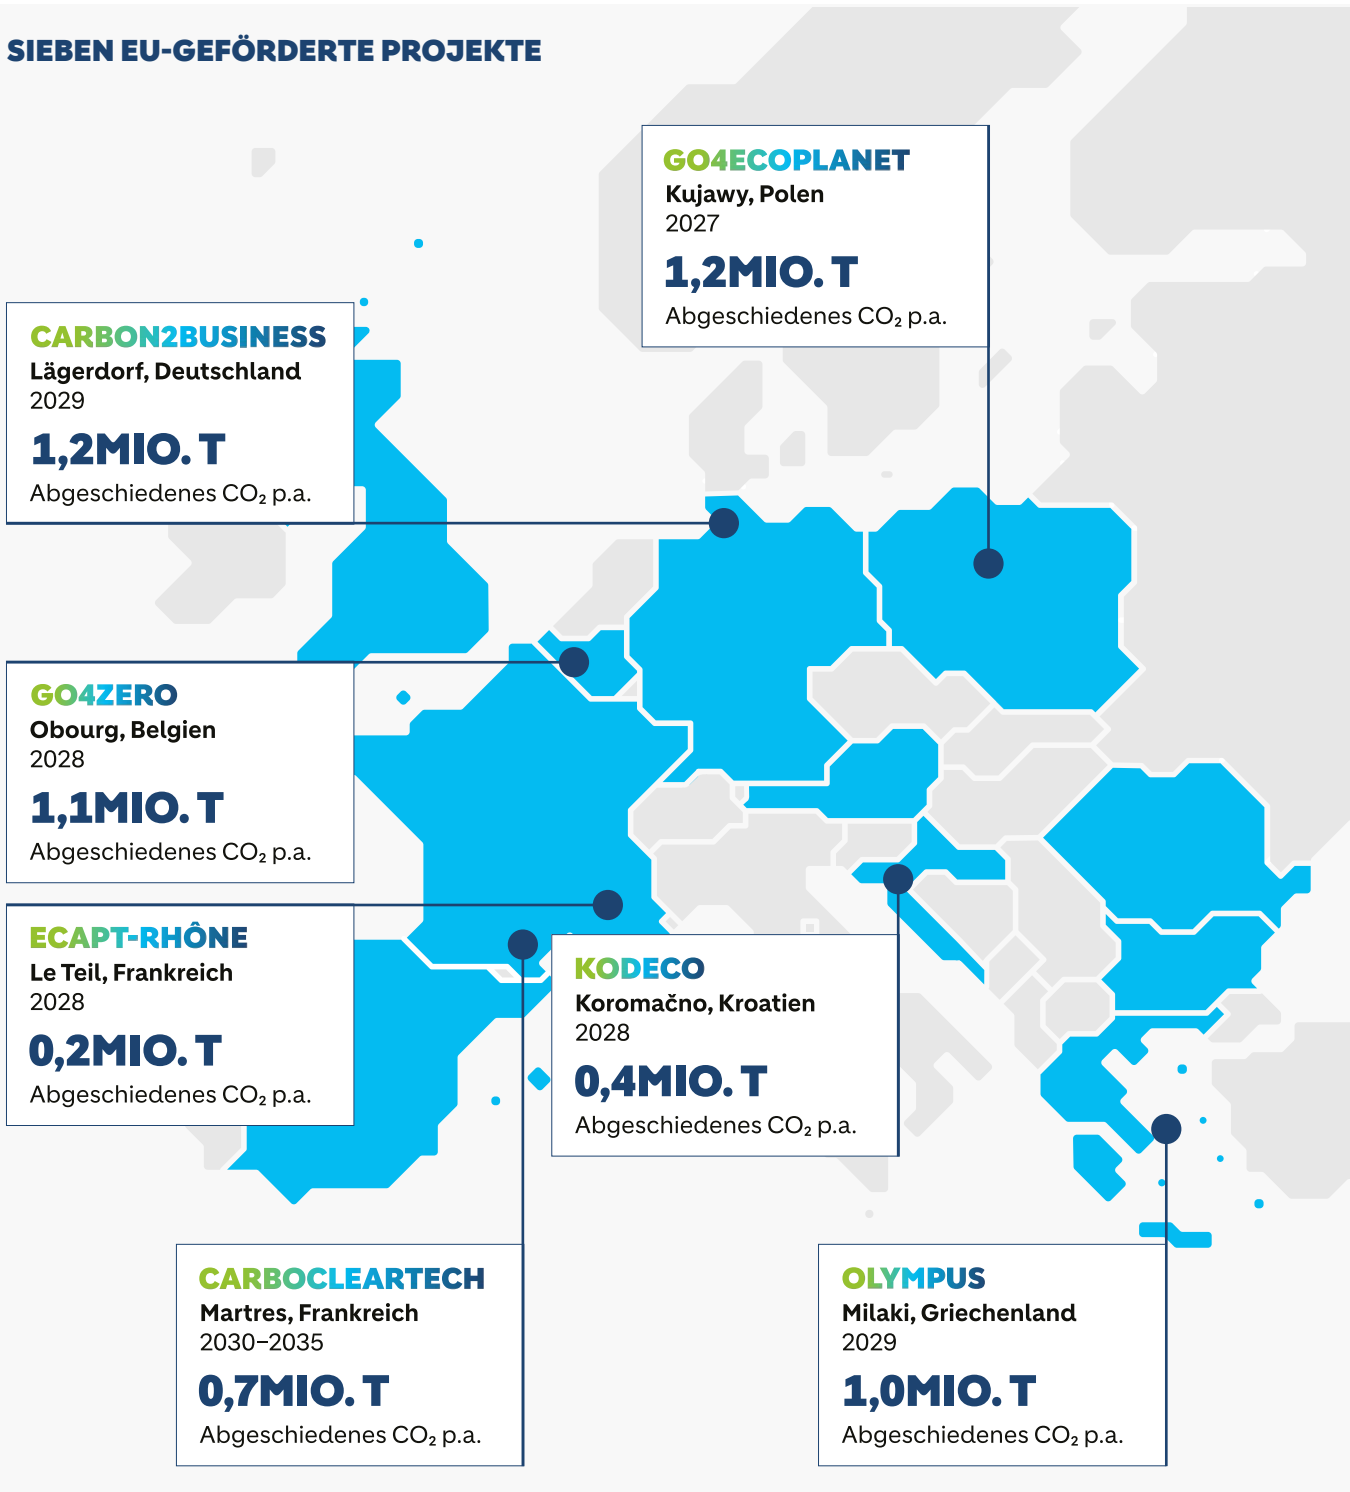 SIEBEN EU-GEFÖRDERTE PROJEKTE
GO4ECOPLANET
Kujawy, Polen
2027
1,2MIO. T
Abgeschiedenes CO₂ p.a.
CARBON2BUSINESS
Lägerdorf, Deutschland
2029
1,2MIO. T
Abgeschiedenes CO₂ p.a.
GO4ZERO
Obourg, Belgien
2028
1,1MIO. T
Abgeschiedenes CO₂ p.a.
ECAPT-RHÔNE
Le Teil, Frankreich
2028
0,2MIO. T
Abgeschiedenes CO₂ p.a.
KODECO
Koromačno, Kroatien
2028
0,4MIO. T
Abgeschiedenes CO₂ p.a.
CARBOCLEARTECH
Martres, Frankreich
2030–2035
0,7MIO. T
Abgeschiedenes CO₂ p.a.
OLYMPUS
Milaki, Griechenland
2029
1,0MIO. T
Abgeschiedenes CO₂ p.a.